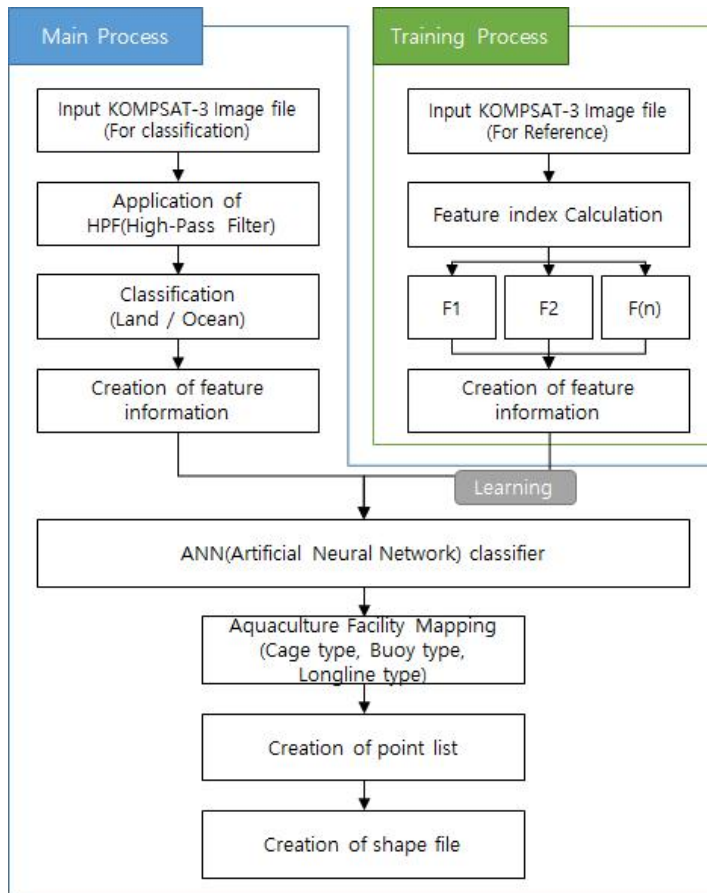 Main Process
Training Process
Input KOMPSAT-3 Image file
(For classification)
Application of
HPF(High-Pass Filter)
Classification
(Land / Ocean)
Creation of feature
information
Input KOMPSAT-3 Image file
(For Reference)
Feature index Calculation
F1
F2
F(n)
Creation of feature
information
Learning
ANN(Artificial Neural Network) classifier
Aquaculture Facility Mapping
(Cage type, Buoy type,
Longline type)
Creation of point list
Creation of shape file